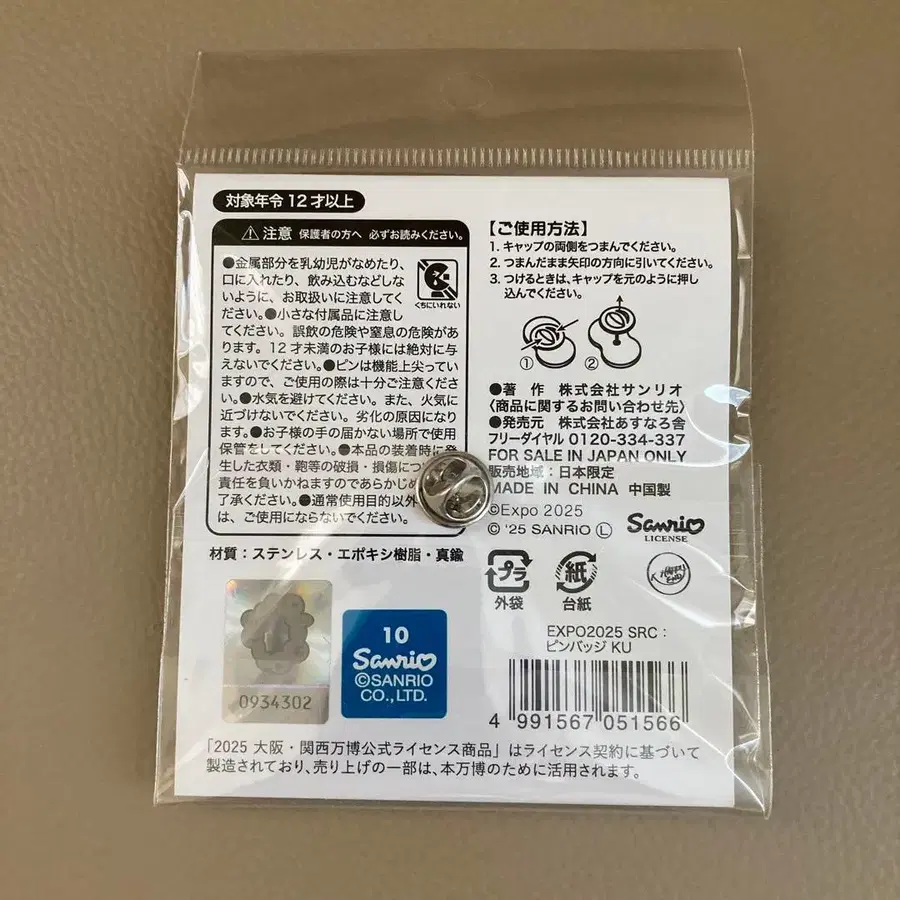 対象年令 12 才以上
⚠注意 保護者の方へ 必ずお読みください。
●金属部分を乳幼児がなめたり、
口に入れたり、飲み込むなどしな
いように、お取扱いに注意してく
ださい。●小さな付属品に注意し
てください。誤飲の危険や窒息の危険があ
ります。12才未満のお子様には絶対に与
えないでください。●ピンは機能上尖ってい
ますので、ご使用の際は十分ご注意くださ
い。●水気を避けてください。また、火気に
近づけないでください。劣化の原因になりま
す。●お子様の手の届かない場所で使用
保管をしてください。●本品の装着時に発
生した衣類・鞄等の破損・損傷につ
責任を負いかねますのであらかじめ
了承ください。●通常使用目的以外
は、ご使用にならないでください。
くちにいれない
材質:ステンレス・エポキシ樹脂・真鍮
【ご使用方法】
1. キャップの両側をつまんでください。
2. つまんだまま矢印の方向に引いてください。
3. つけるときは、キャップを元のように押し
込んでください。
① ②
●著 作 株式会社サンリオ
〈商品に関するお問い合わせ先〉
●発売元 株式会社あすなろ舎
フリーダイヤル 0120-334-337
FOR SALE IN JAPAN ONLY
販売地域:日本限定
MADE IN CHINA 中国製
©Expo 2025
© '25 SANRIO Ⓛ
Sanrio
LICENSE
プラ
外袋
紙
台紙
HAPPY END
0934302
10
Sanrio
©SANRIO
CO., LTD.
EXPO2025 SRC:
ピンバッジ KU
4 991567 051566
「2025 大阪・関西万博公式ライセンス商品」はライセンス契約に基づいて
製造されており、売り上げの一部は、本万博のために活用されます。